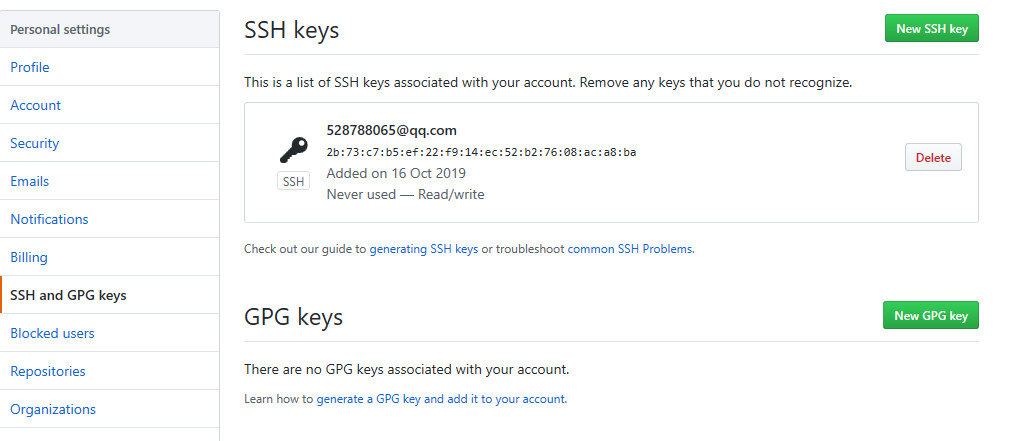 Personal settings
Profile
Account
Security
Emails
Notifications
Billing
SSH and GPG keys
Blocked users
Repositories
Organizations
SSH keys
New SSH key
This is a list of SSH keys associated with your account. Remove any keys that you do not recognize.
528788065@qq.com
2b:73:c7:b5:ef:22:f9:14:ec:52:b2:76:08:ac:a8:ba
SSH
Added on 16 Oct 2019
Never used — Read/write
Delete
Check out our guide to generating SSH keys or troubleshoot common SSH Problems.
GPG keys
New GPG key
There are no GPG keys associated with your account.
Learn how to generate a GPG key and add it to your account.